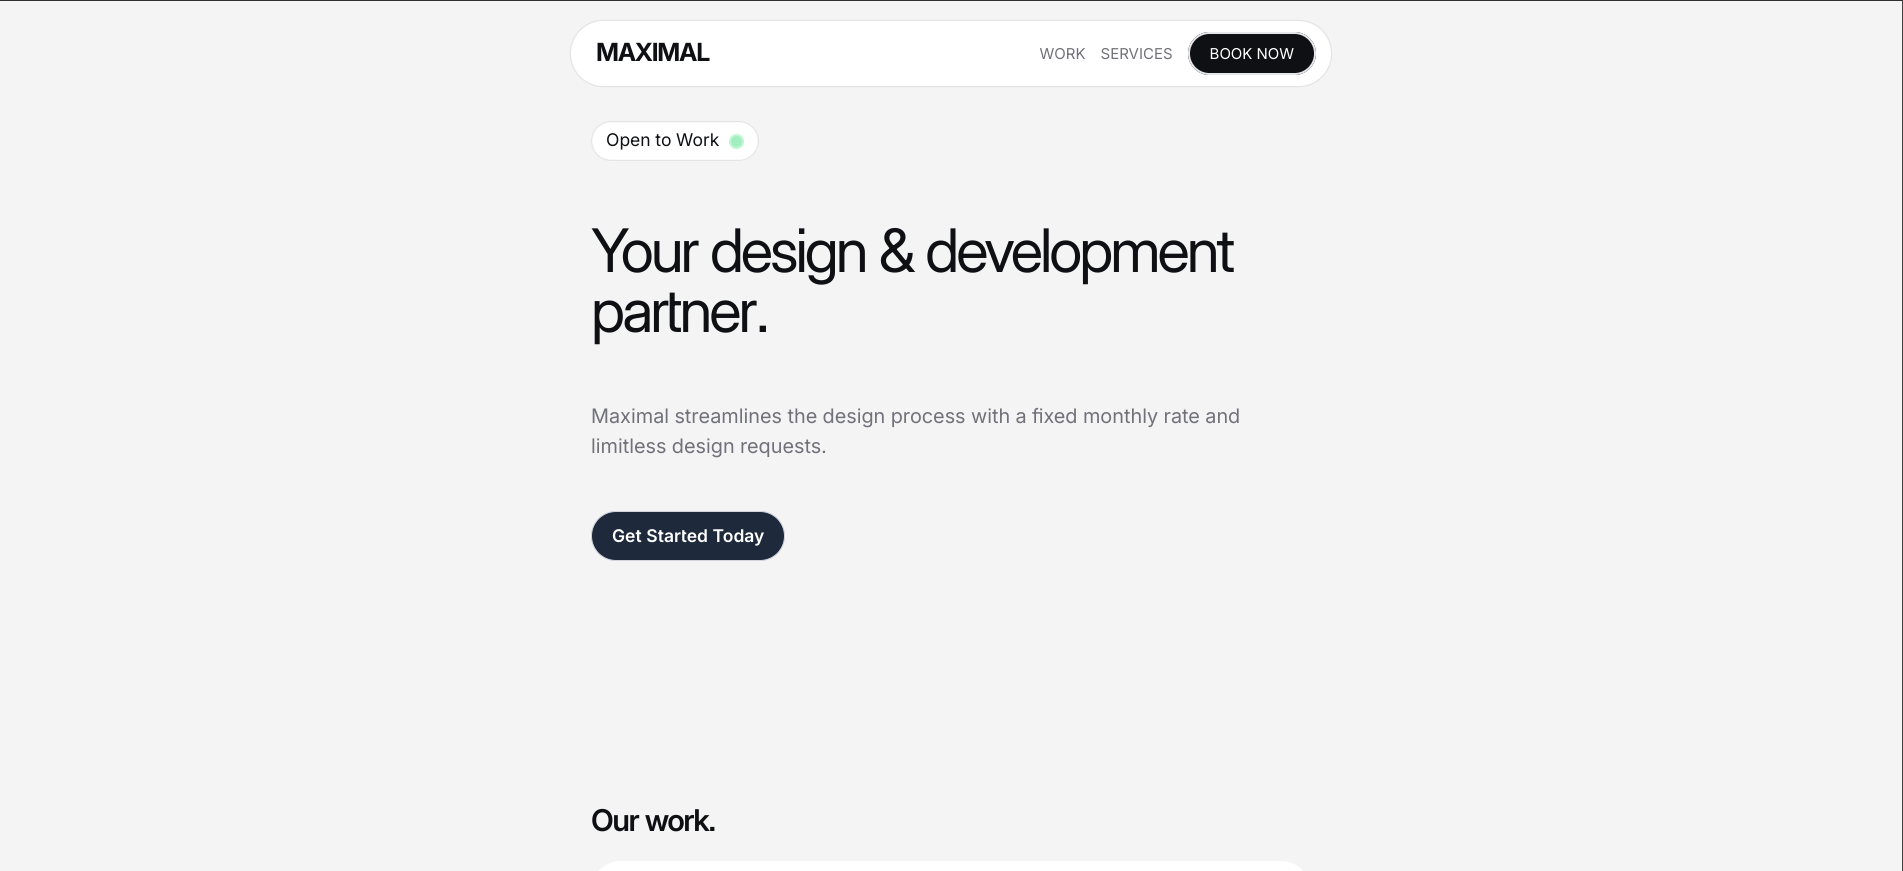 MAXIMAL
WORK SERVICES BOOK NOW
Open to Work
Your design & development
partner.
Maximal streamlines the design process with a fixed monthly rate and
limitless design requests.
Get Started Today
Our work.